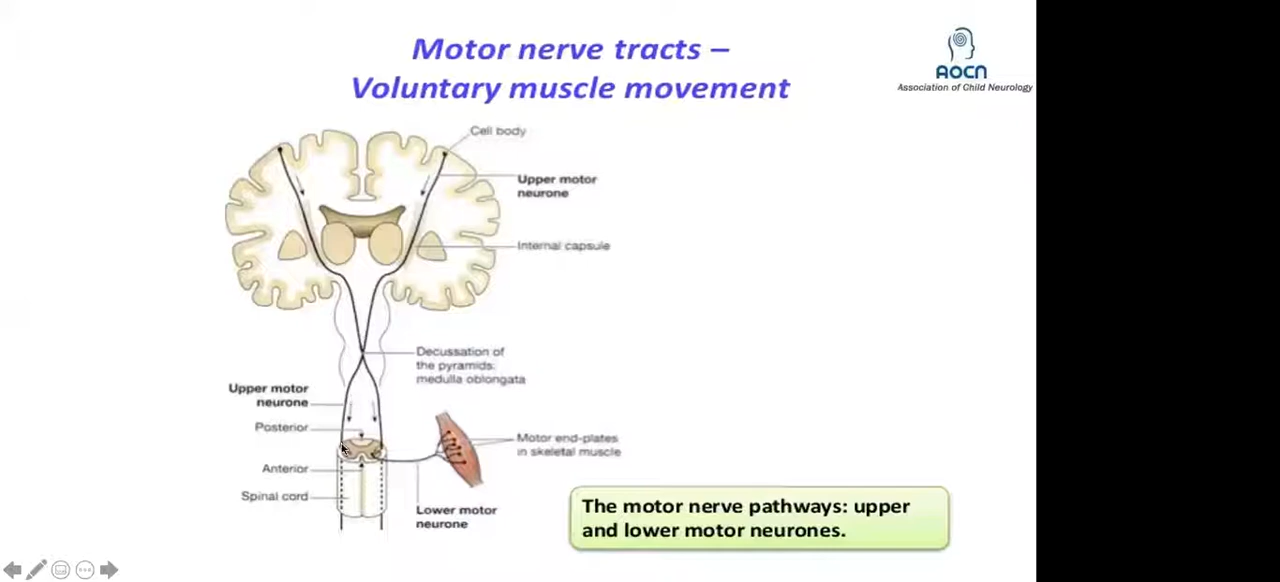 Motor nerve tracts –
Voluntary muscle movement
AOCN
Association of Child Neurology
Cell body
Upper motor
neurone
Internal capsule
Decussation of
the pyramids:
medulla oblongata
Upper motor
neurone
Posterior
Motor end-plates
in skeletal muscle
Anterior
Spinal cord
Lower motor
neurone
The motor nerve pathways: upper
and lower motor neurones.